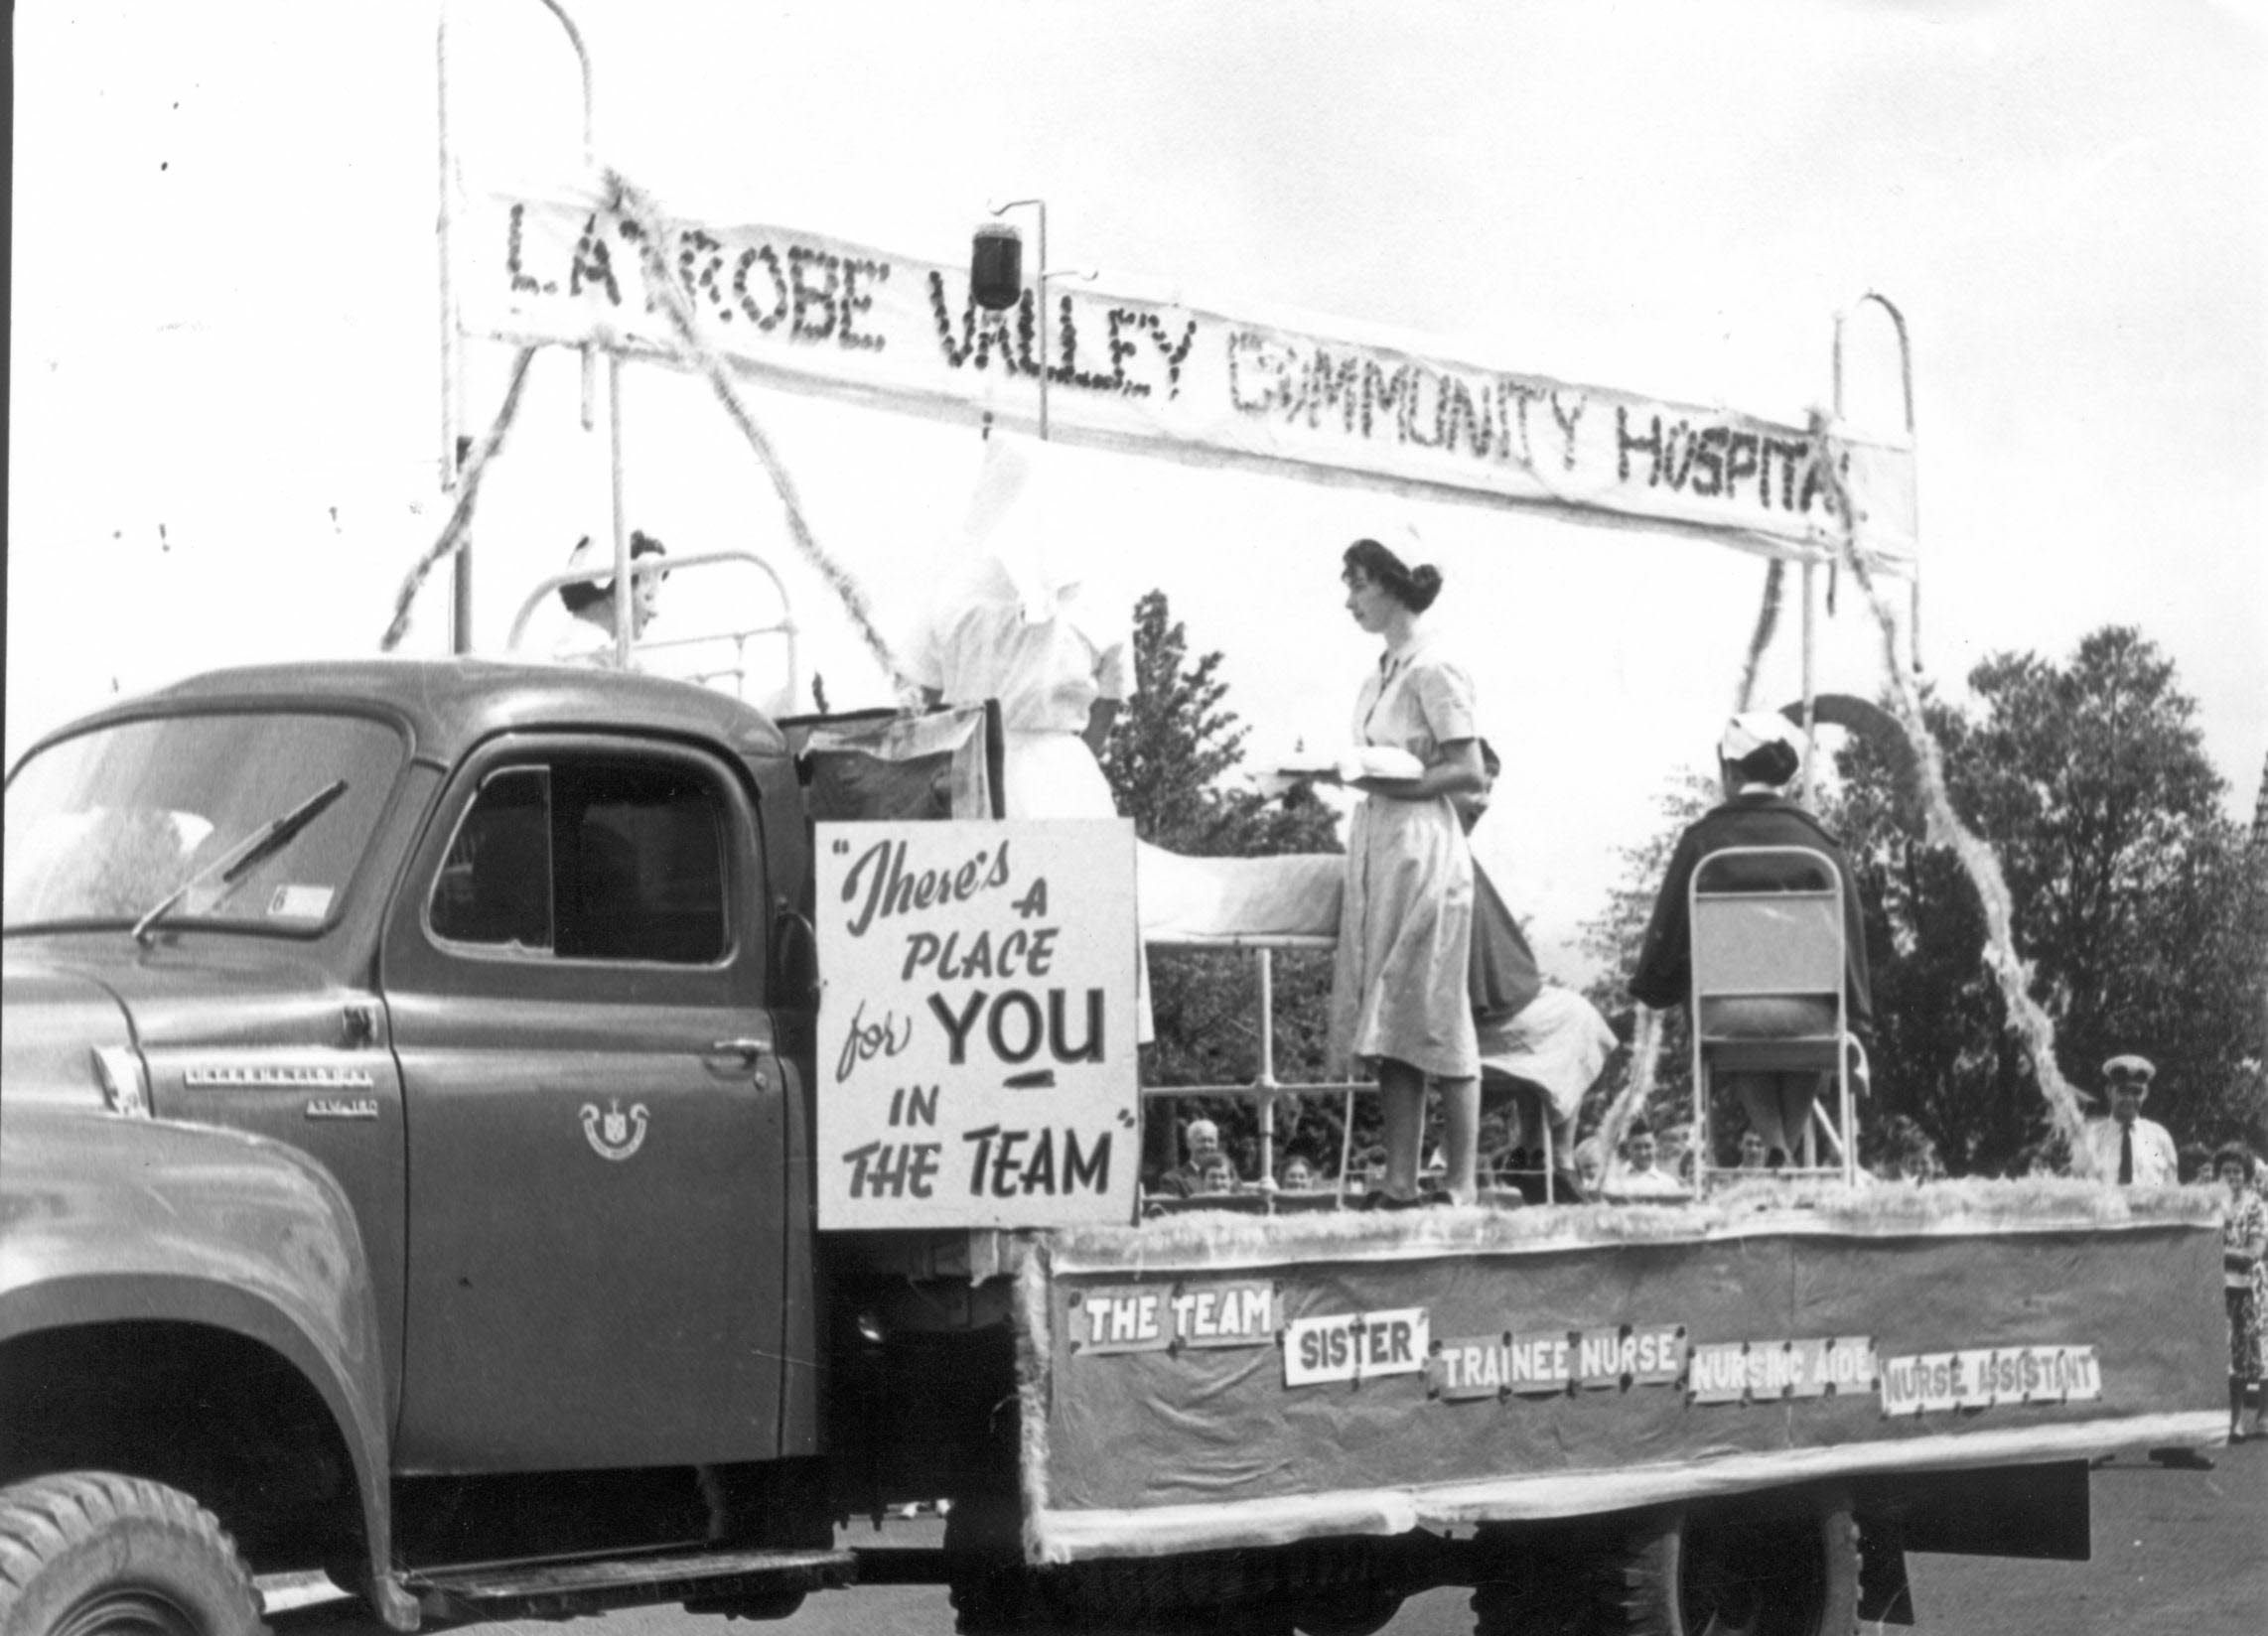 LATROBE VALLEY COMMUNITY HOSPITAL
"There's
A
PLACE
for YOU
IN
THE TEAM"
INTERNATIONAL
THE TEAM
SISTER
TRAINEE NURSE
NURSING AIDE
NURSE ASSISTANT